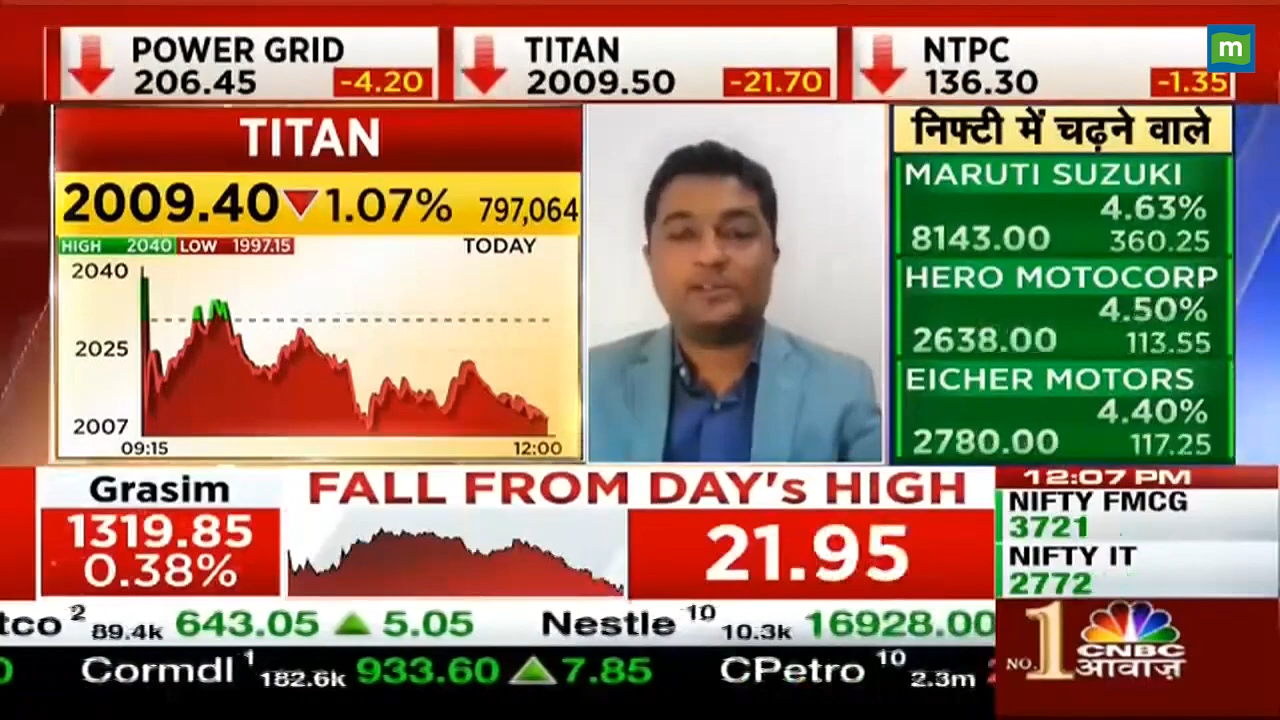 POWER GRID
206.45 -4.20
TITAN
2009.50 -21.70
NTPC
136.30 -1.35
m
TITAN
2009.40 1.07% 797,064
HIGH 2040 LOW 1997.15 TODAY
2040
2025
2007
09:15 12:00
निफ्टी में चढ़ने वाले
MARUTI SUZUKI
4.63%
8143.00 360.25
HERO MOTOCORP
4.50%
2638.00 113.55
EICHER MOTORS
4.40%
2780.00 117.25
Grasim
1319.85
0.38%
FALL FROM DAY's HIGH
21.95
12:07 PM
NIFTY FMCG
3721
NIFTY IT
2772
tco 2 89.4k 643.05 5.05 Nestle 10 10.3k 16928.00
0 Cormdl 1 182.6k 933.60 7.85 CPetro 10 2.3m
NO. 1 CNBC
आवाज़